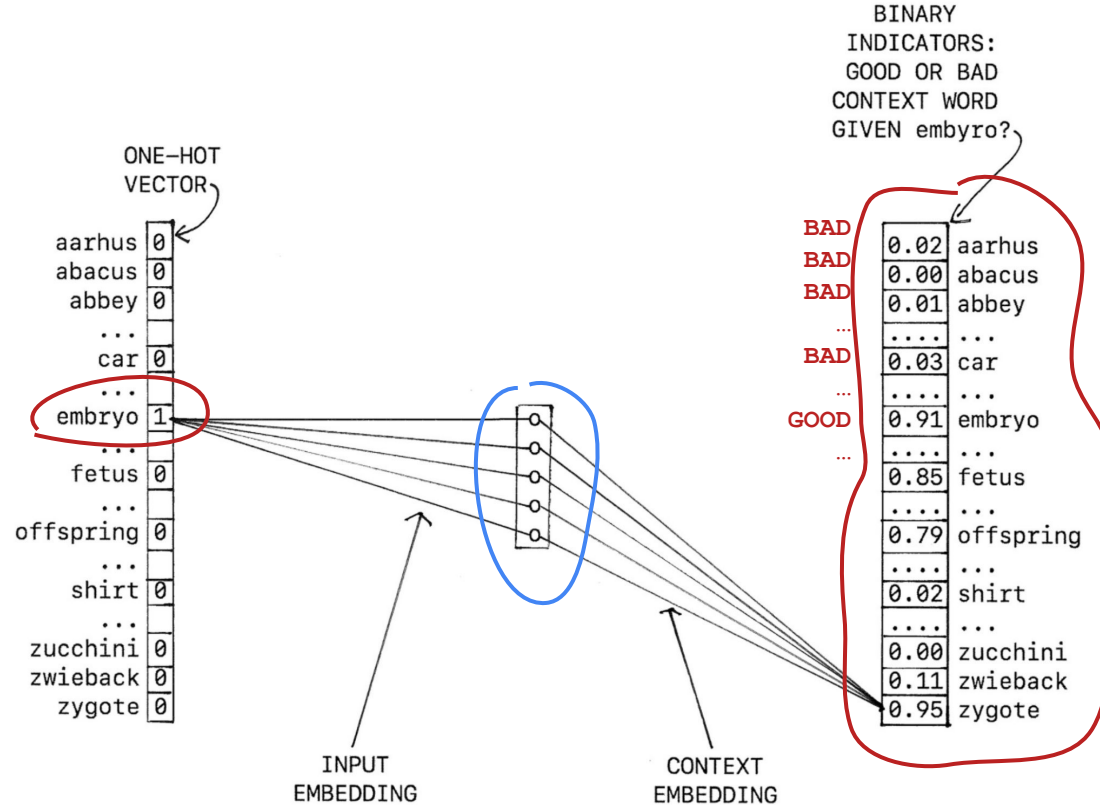 BINARY
INDICATORS:
GOOD OR BAD
CONTEXT WORD
GIVEN embyro?
ONE-HOT
VECTOR
aarhus 0
abacus 0
abbey 0
...
car 0
...
embryo 1
...
fetus 0
...
offspring 0
...
shirt 0
...
zucchini 0
zwieback 0
zygote 0
INPUT
EMBEDDING
CONTEXT
EMBEDDING
BAD 0.02 aarhus
BAD 0.00 abacus
BAD 0.01 abbey
... .... ...
BAD 0.03 car
... .... ...
GOOD 0.91 embryo
... .... ...
0.85 fetus
.... ...
0.79 offspring
.... ...
0.02 shirt
.... ...
0.00 zucchini
0.11 zwieback
0.95 zygote